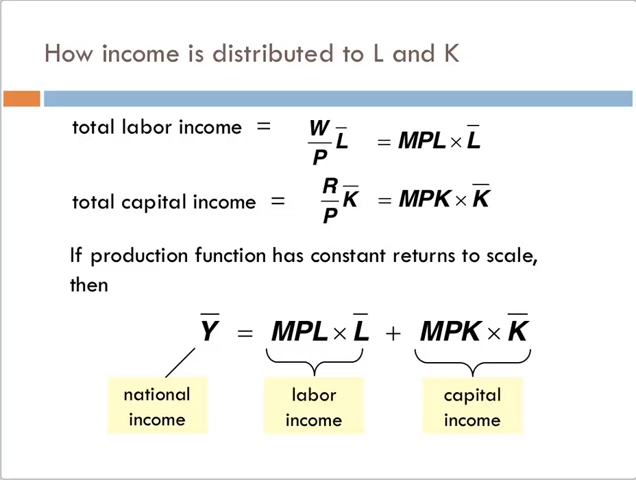 How income is distributed to L and K
total labor income = W/P L̅ = MPL × L̅
total capital income = R/P K̅ = MPK × K̅
If production function has constant returns to scale,
then
Y̅ = MPL × L̅ + MPK × K̅
national income
labor income
capital income